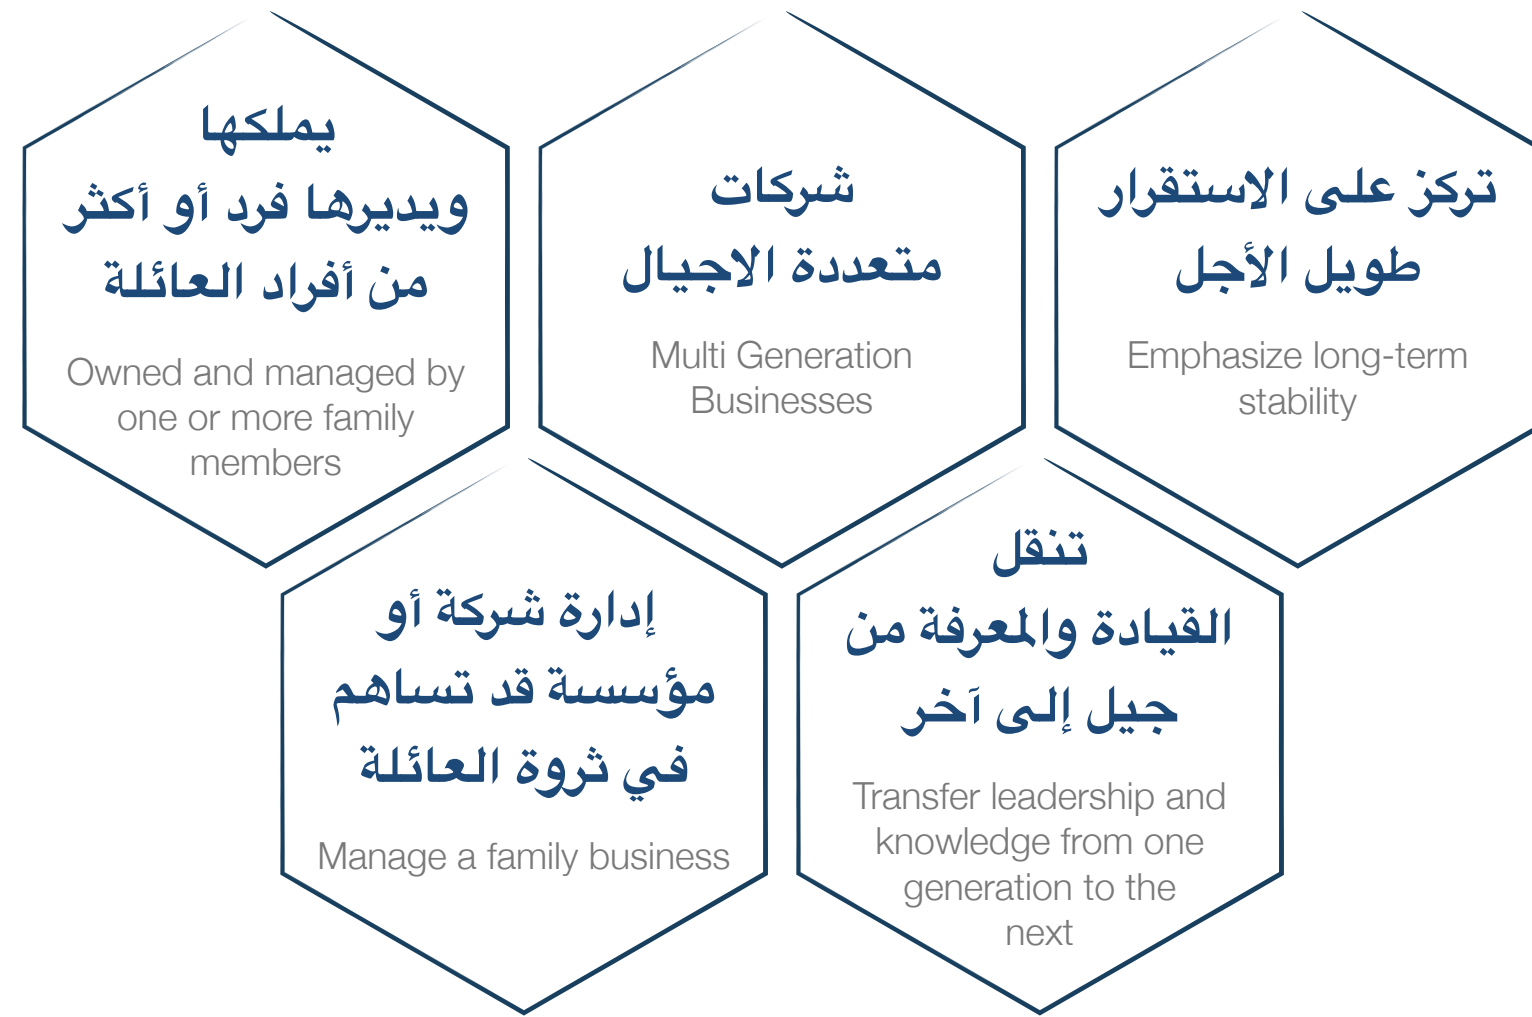 يملكها
ويديرها فرد أو أكثر
من أفراد العائلة
Owned and managed by
one or more family
members
شركات
متعددة الاجيال
Multi Generation
Businesses
تركز على الاستقرار
طويل الأجل
Emphasize long-term
stability
إدارة شركة أو
مؤسسة قد تساهم
في ثروة العائلة
Manage a family business
تنقل
القيادة والمعرفة من
جيل إلى آخر
Transfer leadership and
knowledge from one
generation to the
next